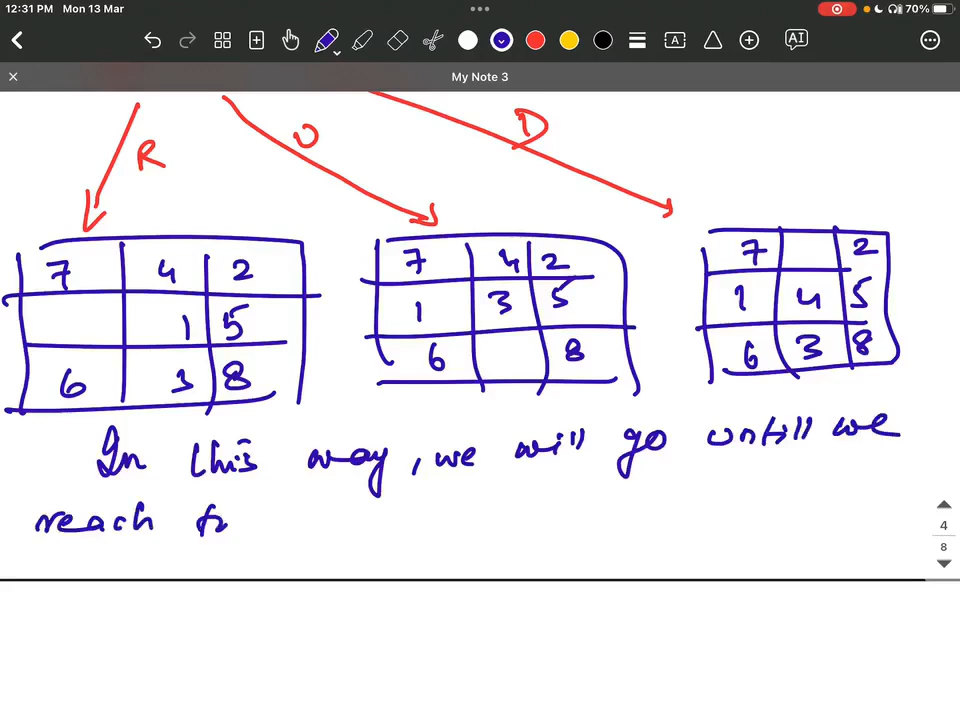 12:31 PM Mon 13 Mar
70%
A
AI
My Note 3
R
U
D
7 4 2
1 5
6 3 8
7 4 2
1 3 5
6 8
7 2
1 4 5
6 3 8
In this way, we will go untill we
reach
4
8